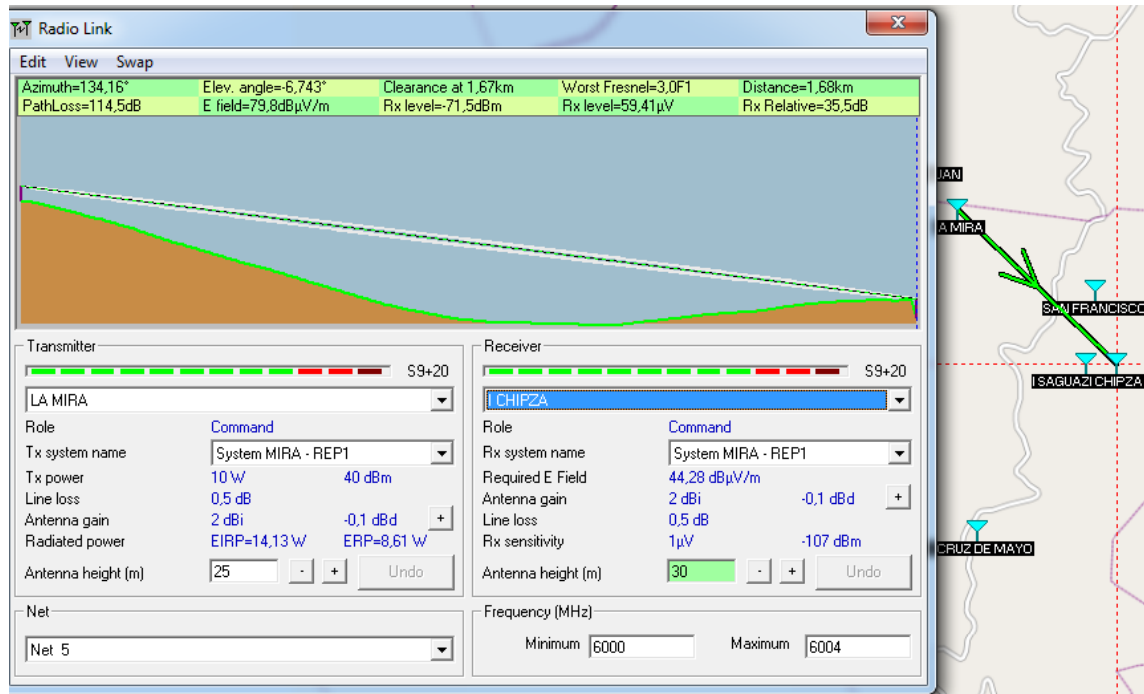 Radio Link
Edit View Swap
Azimuth=134,16° Elev. angle=-6,743° Clearance at 1,67km Worst Fresnel=3,0F1 Distance=1,68km
PathLoss=114,5dB E field=79,8dBµV/m Rx level=-71,5dBm Rx level=59,41µV Rx Relative=35,5dB
Transmitter
S9+20
LA MIRA
Role Command
Tx system name System MIRA - REP1
Tx power 10 W 40 dBm
Line loss 0,5 dB
Antenna gain 2 dBi -0,1 dBd +
Radiated power EIRP=14,13 W ERP=8,61 W
Antenna height (m) 25 - + Undo
Net
Net 5
Receiver
S9+20
I CHIPZA
Role Command
Rx system name System MIRA - REP1
Required E Field 44,28 dBµV/m
Antenna gain 2 dBi -0,1 dBd +
Line loss 0,5 dB
Rx sensitivity 1µV -107 dBm
Antenna height (m) 30 - + Undo
Frequency (MHz)
Minimum 6000 Maximum 6004
UAN
A MIRA
SAN FRANCISCO
I SAGUAZI CHIPZA
CRUZ DE MAYO